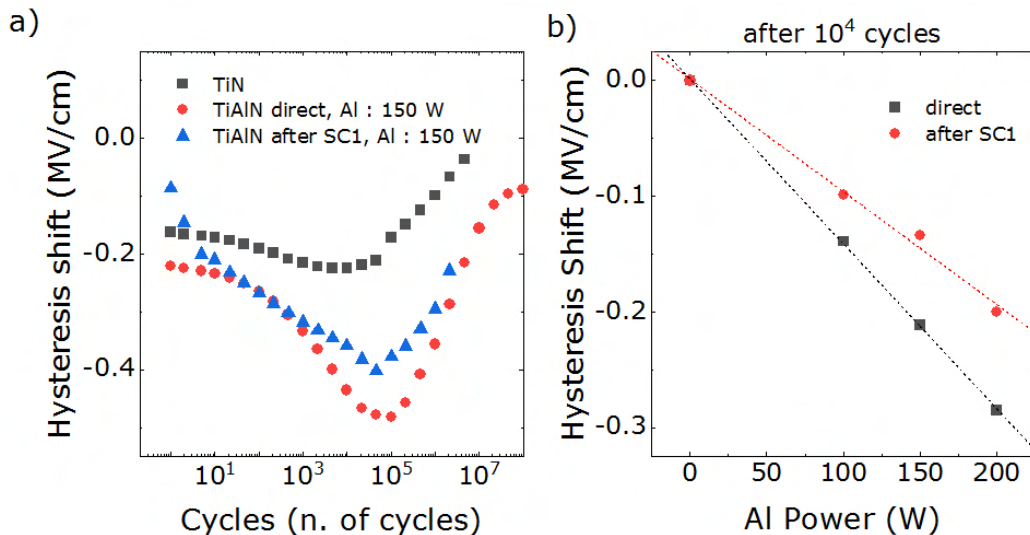 a)
Hysteresis shift (MV/cm)
0.0
-0.2
-0.4
TiN
TiAlN direct, Al : 150 W
TiAlN after SC1, Al : 150 W
10¹
10³
10⁵
10⁷
Cycles (n. of cycles)
b)
after 10⁴ cycles
Hysteresis Shift (MV/cm)
0.0
-0.1
-0.2
-0.3
direct
after SC1
0
50
100
150
200
Al Power (W)